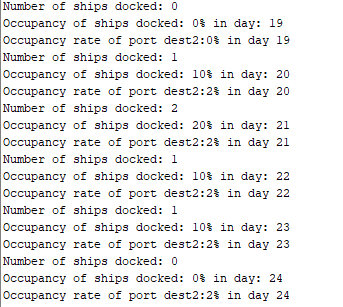 Number of ships docked: 0
Occupancy of ships docked: 0% in day: 19
Occupancy rate of port dest2:0% in day 19
Number of ships docked: 1
Occupancy of ships docked: 10% in day: 20
Occupancy rate of port dest2:2% in day 20
Number of ships docked: 2
Occupancy of ships docked: 20% in day: 21
Occupancy rate of port dest2:2% in day 21
Number of ships docked: 1
Occupancy of ships docked: 10% in day: 22
Occupancy rate of port dest2:2% in day 22
Number of ships docked: 1
Occupancy of ships docked: 10% in day: 23
Occupancy rate of port dest2:2% in day 23
Number of ships docked: 0
Occupancy of ships docked: 0% in day: 24
Occupancy rate of port dest2:2% in day 24